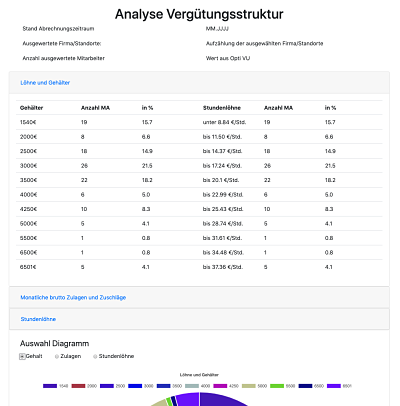 Analyse Vergütungsstruktur
Stand Abrechnungszeitraum MM.JJJJ
Ausgewertete Firma/Standorte: Aufzählung der ausgewählten Firma/Standorte
Anzahl ausgewertete Mitarbeiter Wert aus Opti VU
Löhne und Gehälter
Gehälter Anzahl MA in % Stundenlöhne Anzahl MA in %
1540€ 19 15.7 unter 8.84 €/Std. 19 15.7
2000€ 8 6.6 bis 11.50 €/Std. 8 6.6
2500€ 18 14.9 bis 14.37 €/Std. 18 14.9
3000€ 26 21.5 bis 17.24 €/Std. 26 21.5
3500€ 22 18.2 bis 20.1 €/Std. 22 18.2
4000€ 6 5.0 bis 22.99 €/Std. 6 5.0
4250€ 10 8.3 bis 25.43 €/Std. 10 8.3
5000€ 5 4.1 bis 28.74 €/Std. 5 4.1
5500€ 1 0.8 bis 31.61 €/Std. 1 0.8
6500€ 1 0.8 bis 34.48 €/Std. 1 0.8
6501€ 5 4.1 bis 37.36 €/Std. 5 4.1
Monatliche brutto Zulagen und Zuschläge
Stundenlöhne
Auswahl Diagramm
Gehalt Zulagen Stundenlöhne
Löhne und Gehälter
1540 2000 2500 3000 3500 4000 4250 5000 5500 6500 6501